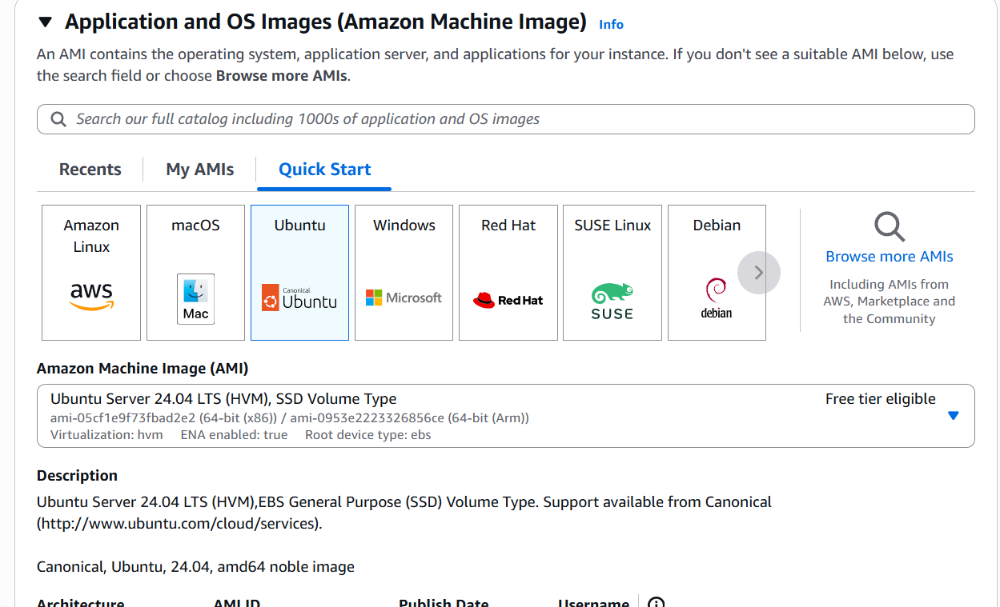 Application and OS Images (Amazon Machine Image) Info
An AMI contains the operating system, application server, and applications for your instance. If you don't see a suitable AMI below, use
the search field or choose Browse more AMIs.
Search our full catalog including 1000s of application and OS images
Recents My AMIs Quick Start
Amazon
Linux
aws
macOS
Mac
Ubuntu
Canonical
Ubuntu
Windows
Microsoft
Red Hat
Red Hat
SUSE Linux
SUSE
Debian
debian
Browse more AMIs
Including AMIs from
AWS, Marketplace and
the Community
Amazon Machine Image (AMI)
Ubuntu Server 24.04 LTS (HVM), SSD Volume Type Free tier eligible
ami-05cf1e9f73fbad2e2 (64-bit (x86)) / ami-0953e2223326856ce (64-bit (Arm))
Virtualization: hvm ENA enabled: true Root device type: ebs
Description
Ubuntu Server 24.04 LTS (HVM),EBS General Purpose (SSD) Volume Type. Support available from Canonical
(http://www.ubuntu.com/cloud/services).
Canonical, Ubuntu, 24.04, amd64 noble image
Architecture AMI ID Publish Date Username